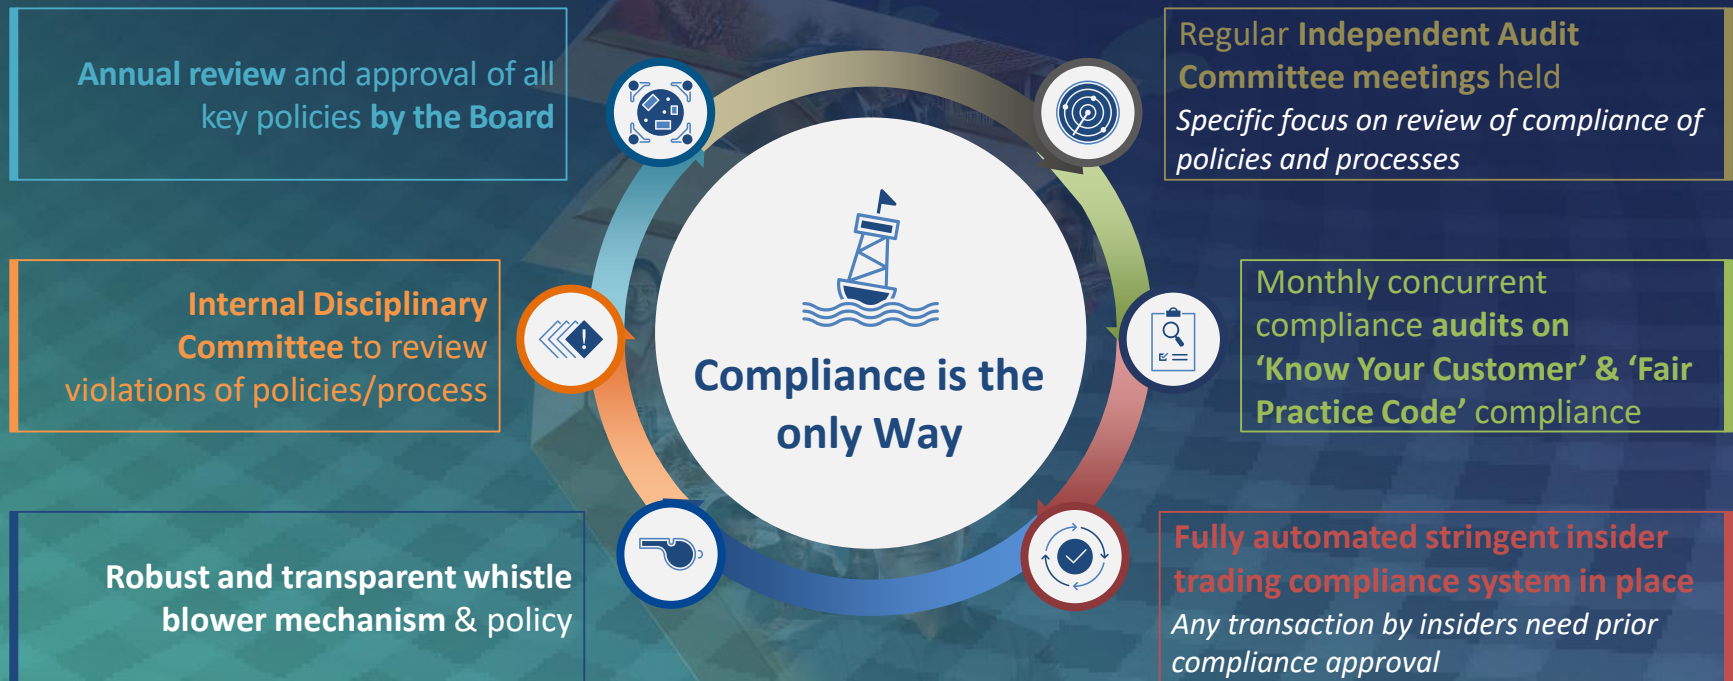 Annual review and approval of all
key policies by the Board
Regular Independent Audit
Committee meetings held
Specific focus on review of compliance of
policies and processes
Internal Disciplinary
Committee to review
violations of policies/process
Compliance is the
only Way
Monthly concurrent
compliance audits on
‘Know Your Customer’ & ‘Fair
Practice Code’ compliance
Robust and transparent whistle
blower mechanism & policy
Fully automated stringent insider
trading compliance system in place
Any transaction by insiders need prior
compliance approval